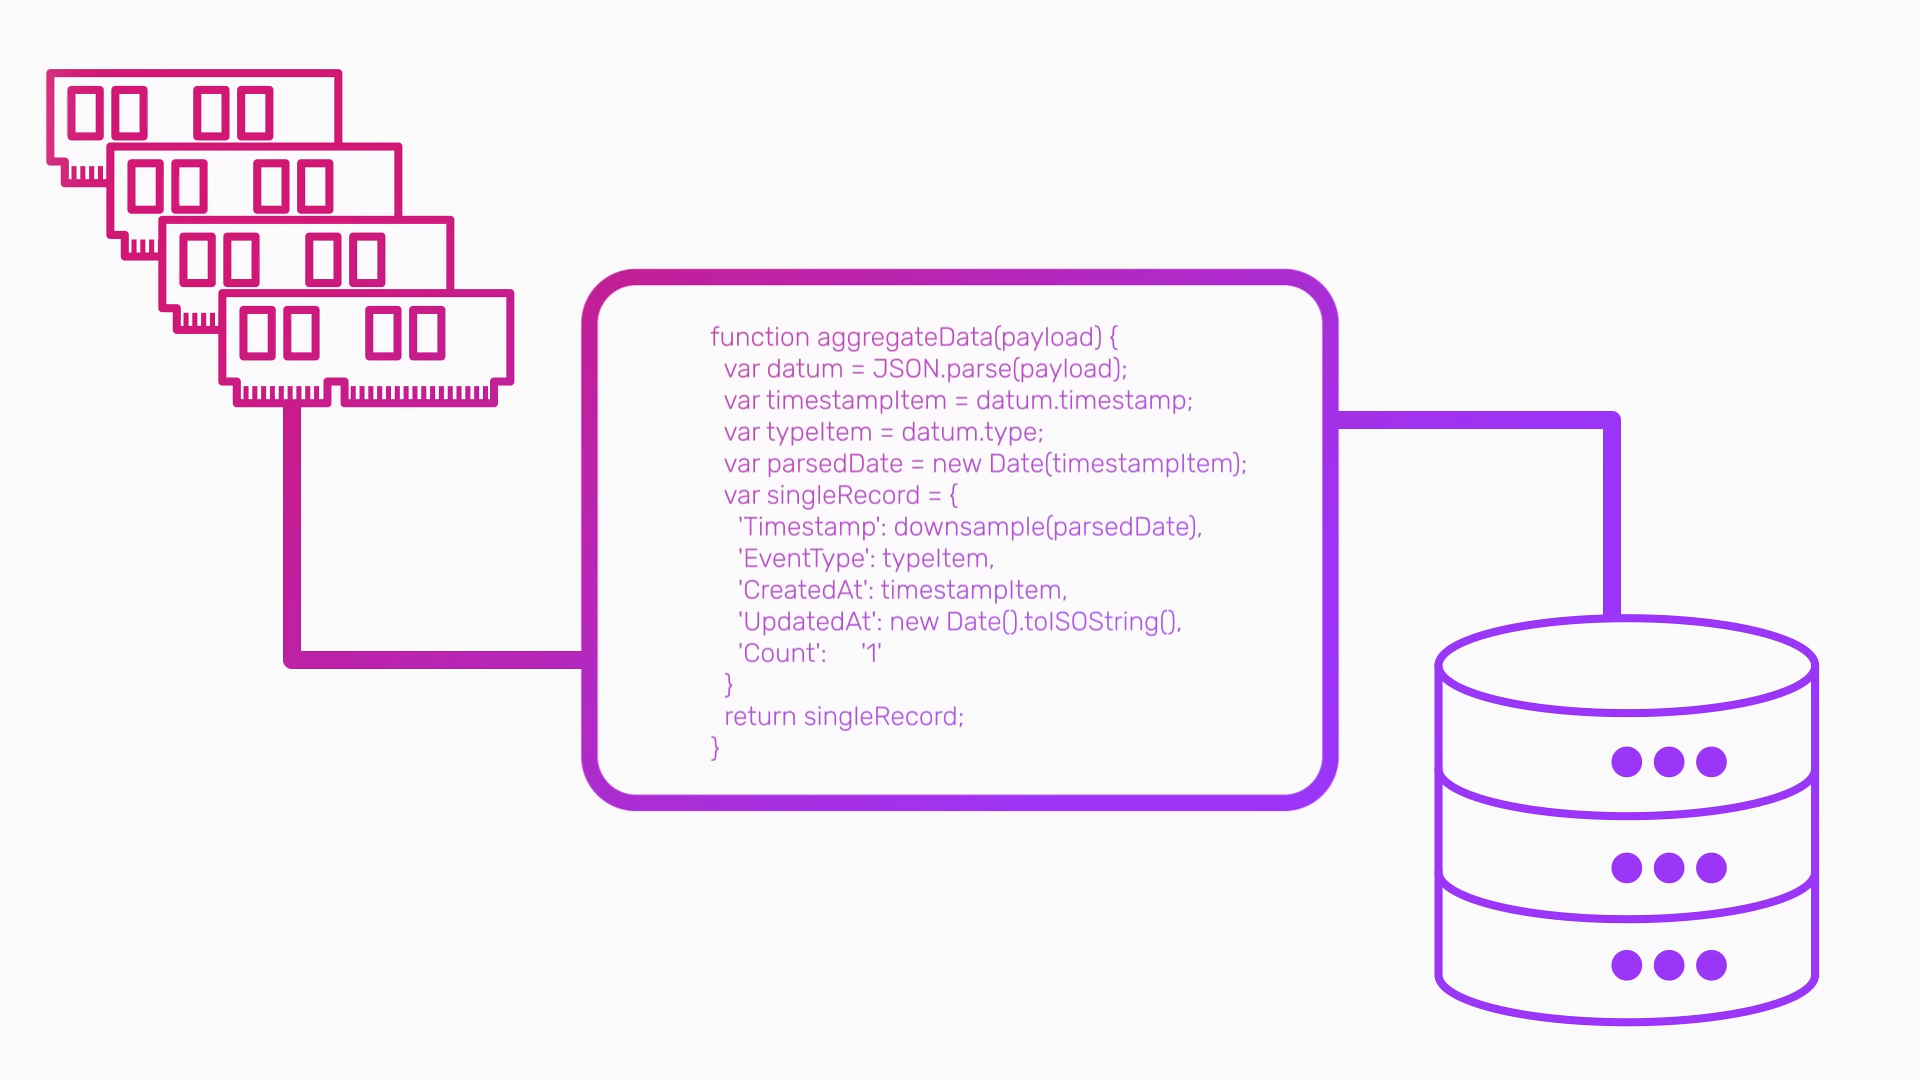 function aggregateData(payload) {
var datum = JSON.parse(payload);
var timestampItem = datum.timestamp;
var typeItem = datum.type;
var parsedDate = new Date(timestampItem);
var singleRecord = {
'Timestamp': downsample(parsedDate),
'EventType': typeItem,
'CreatedAt': timestampItem,
'UpdatedAt': new Date().toISOString(),
'Count':     '1'
}
return singleRecord;
}